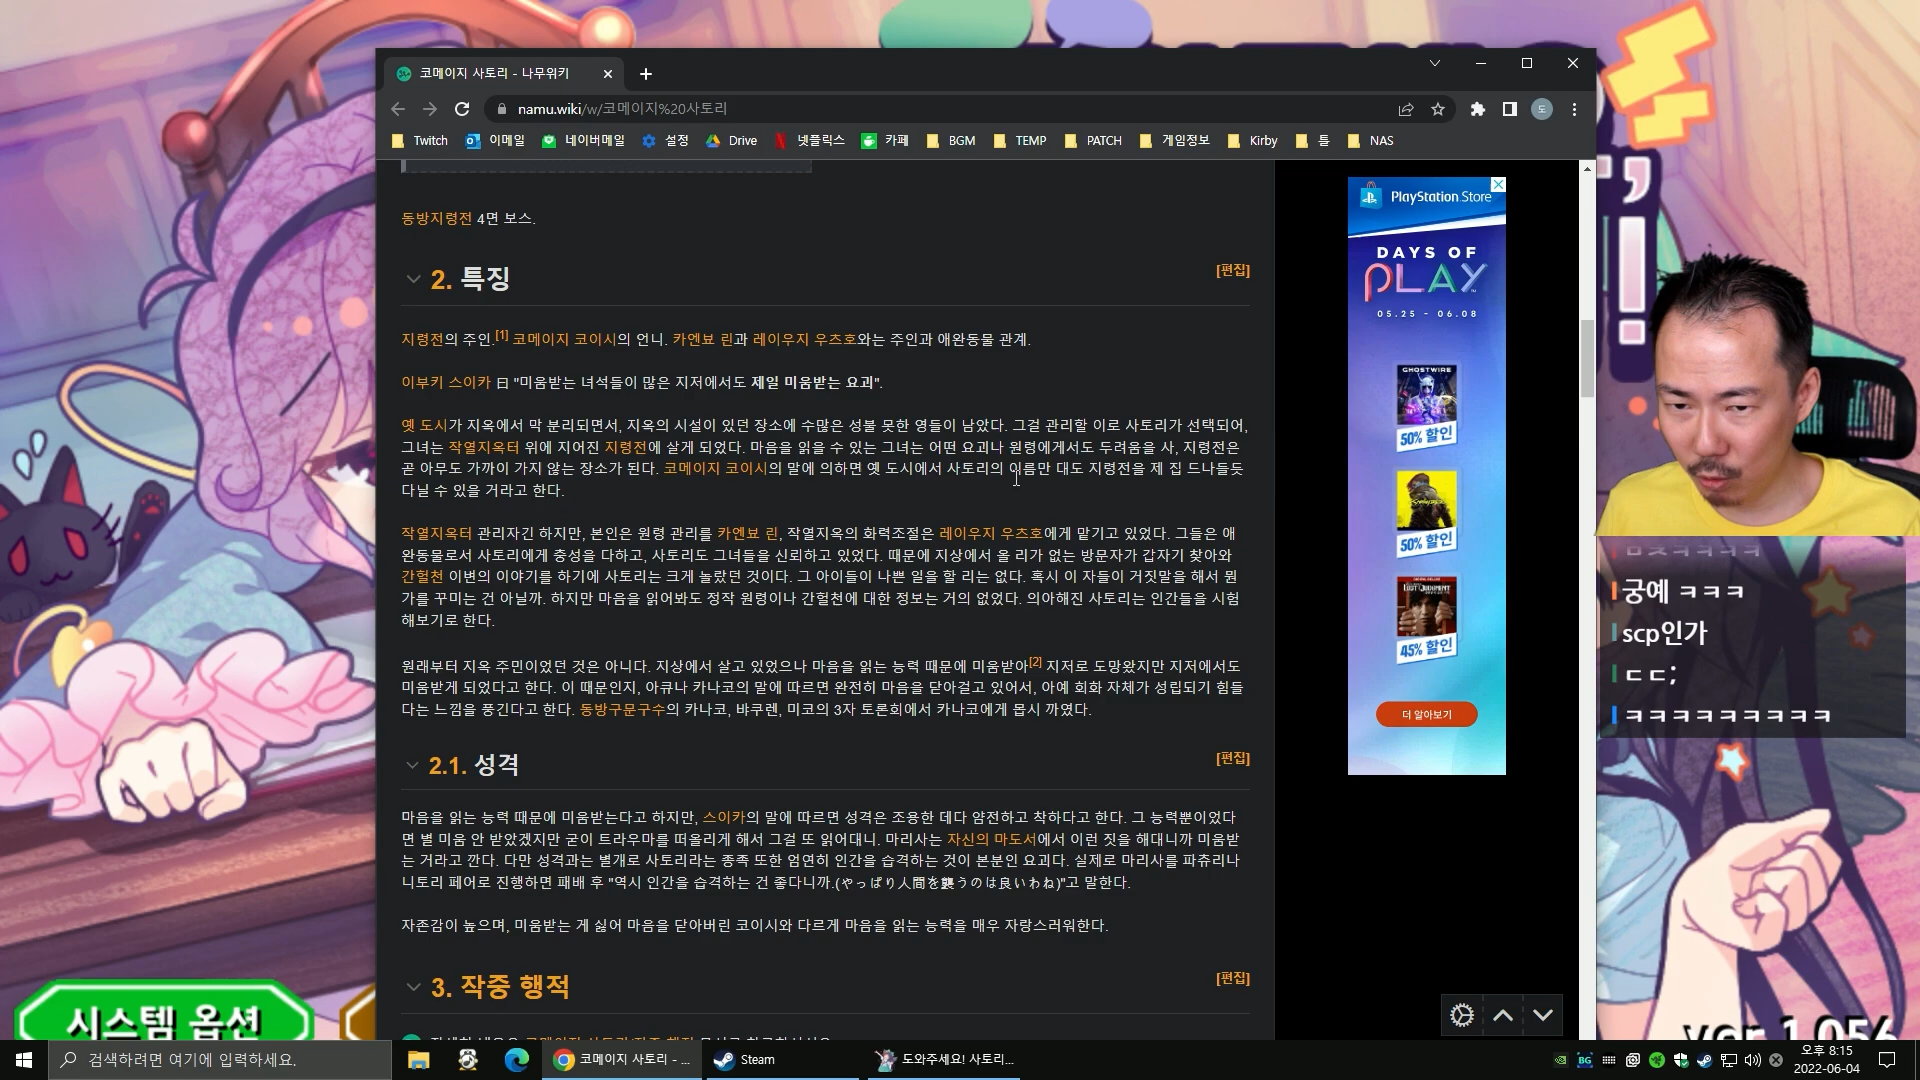 코메이지 사토리 - 나무위키
namu.wiki/w/코메이지%20사토리
도
Twitch
이메일
네이버메일
설정
Drive
넷플릭스
카페
BGM
TEMP
PATCH
게임정보
Kirby
틀
NAS
동방지령전 4면 보스.
2. 특징
[편집]
지령전의 주인.[1] 코메이지 코이시의 언니. 카엔뵤 린과 레이우지 우츠호와는 주인과 애완동물 관계.
이부키 스이카 曰 "미움받는 녀석들이 많은 지저에서도 제일 미움받는 요괴".
옛 도시가 지옥에서 막 분리되면서, 지옥의 시설이 있던 장소에 수많은 성불 못한 영들이 남았다. 그걸 관리할 이로 사토리가 선택되어,
그녀는 작열지옥터 위에 지어진 지령전에 살게 되었다. 마음을 읽을 수 있는 그녀는 어떤 요괴나 원령에게서도 두려움을 사, 지령전은
곧 아무도 가까이 가지 않는 장소가 된다. 코메이지 코이시의 말에 의하면 옛 도시에서 사토리의 이름만 대도 지령전을 제 집 드나들듯
다닐 수 있을 거라고 한다.
작열지옥터 관리자긴 하지만, 본인은 원령 관리를 카엔뵤 린, 작열지옥의 화력조절은 레이우지 우츠호에게 맡기고 있었다. 그들은 애
완동물로서 사토리에게 충성을 다하고, 사토리도 그녀들을 신뢰하고 있었다. 때문에 지상에서 올 리가 없는 방문자가 갑자기 찾아와
간헐천 이변의 이야기를 하기에 사토리는 크게 놀랐던 것이다. 그 아이들이 나쁜 일을 할 리는 없다. 혹시 이 자들이 거짓말을 해서 뭔
가를 꾸미는 건 아닐까. 하지만 마음을 읽어봐도 정작 원령이나 간헐천에 대한 정보는 거의 없었다. 의아해진 사토리는 인간들을 시험
해보기로 한다.
원래부터 지옥 주민이었던 것은 아니다. 지상에서 살고 있었으나 마음을 읽는 능력 때문에 미움받아[2] 지저로 도망왔지만 지저에서도
미움받게 되었다고 한다. 이 때문인지, 아큐나 카나코의 말에 따르면 완전히 마음을 닫아걸고 있어서, 아예 회화 자체가 성립되기 힘들
다는 느낌을 풍긴다고 한다. 동방구문구수의 카나코, 뱌쿠렌, 미코의 3자 토론회에서 카나코에게 몹시 까였다.
2.1. 성격
[편집]
마음을 읽는 능력 때문에 미움받는다고 하지만, 스이카의 말에 따르면 성격은 조용한 데다 얌전하고 착하다고 한다. 그 능력뿐이었다
면 별 미움 안 받았겠지만 굳이 트라우마를 떠올리게 해서 그걸 또 읽어대니. 마리사는 자신의 마도서에서 이런 짓을 해대니까 미움받
는 거라고 깐다. 다만 성격과는 별개로 사토리라는 종족 또한 엄연히 인간을 습격하는 것이 본분인 요괴다. 실제로 마리사를 파츄리나
니토리 페어로 진행하면 패배 후 "역시 인간을 습격하는 건 좋다니까.(やっぱり人間を襲うのは良いわね)"고 말한다.
자존감이 높으며, 미움받는 게 싫어 마음을 닫아버린 코이시와 다르게 마음을 읽는 능력을 매우 자랑스러워한다.
3. 작중 행적
[편집]
PlayStation Store
DAYS OF
PLAY
05.25 - 06.08
GHOSTWIRE
50% 할인
50% 할인
LOST JUDGMENT
45% 할인
더 알아보기
궁예 ㅋㅋㅋ
scp인가
ㄷㄷ;
ㅋㅋㅋㅋㅋㅋㅋㅋㅋ
시스템 옵션
ver 1.056
검색하려면 여기에 입력하세요.
코메이지 사토리 - ...
Steam
도와주세요! 사토리...
BG
오후 8:15
2022-06-04